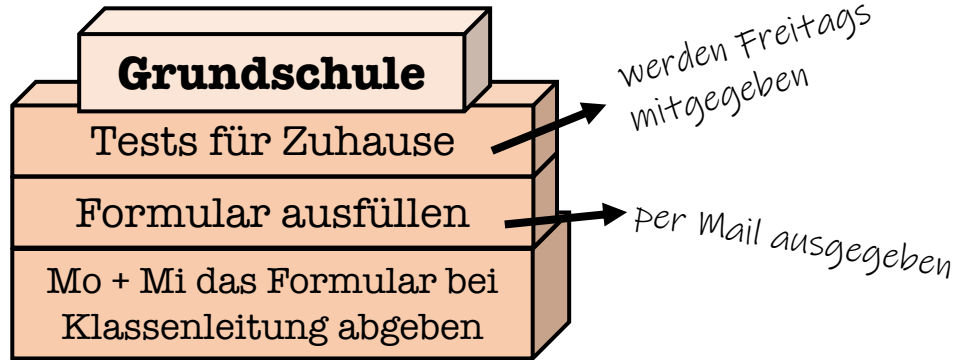 Grundschule
Tests für Zuhause
werden Freitags
mitgegeben
Formular ausfüllen
per Mail ausgegeben
Mo + Mi das Formular bei
Klassenleitung abgeben